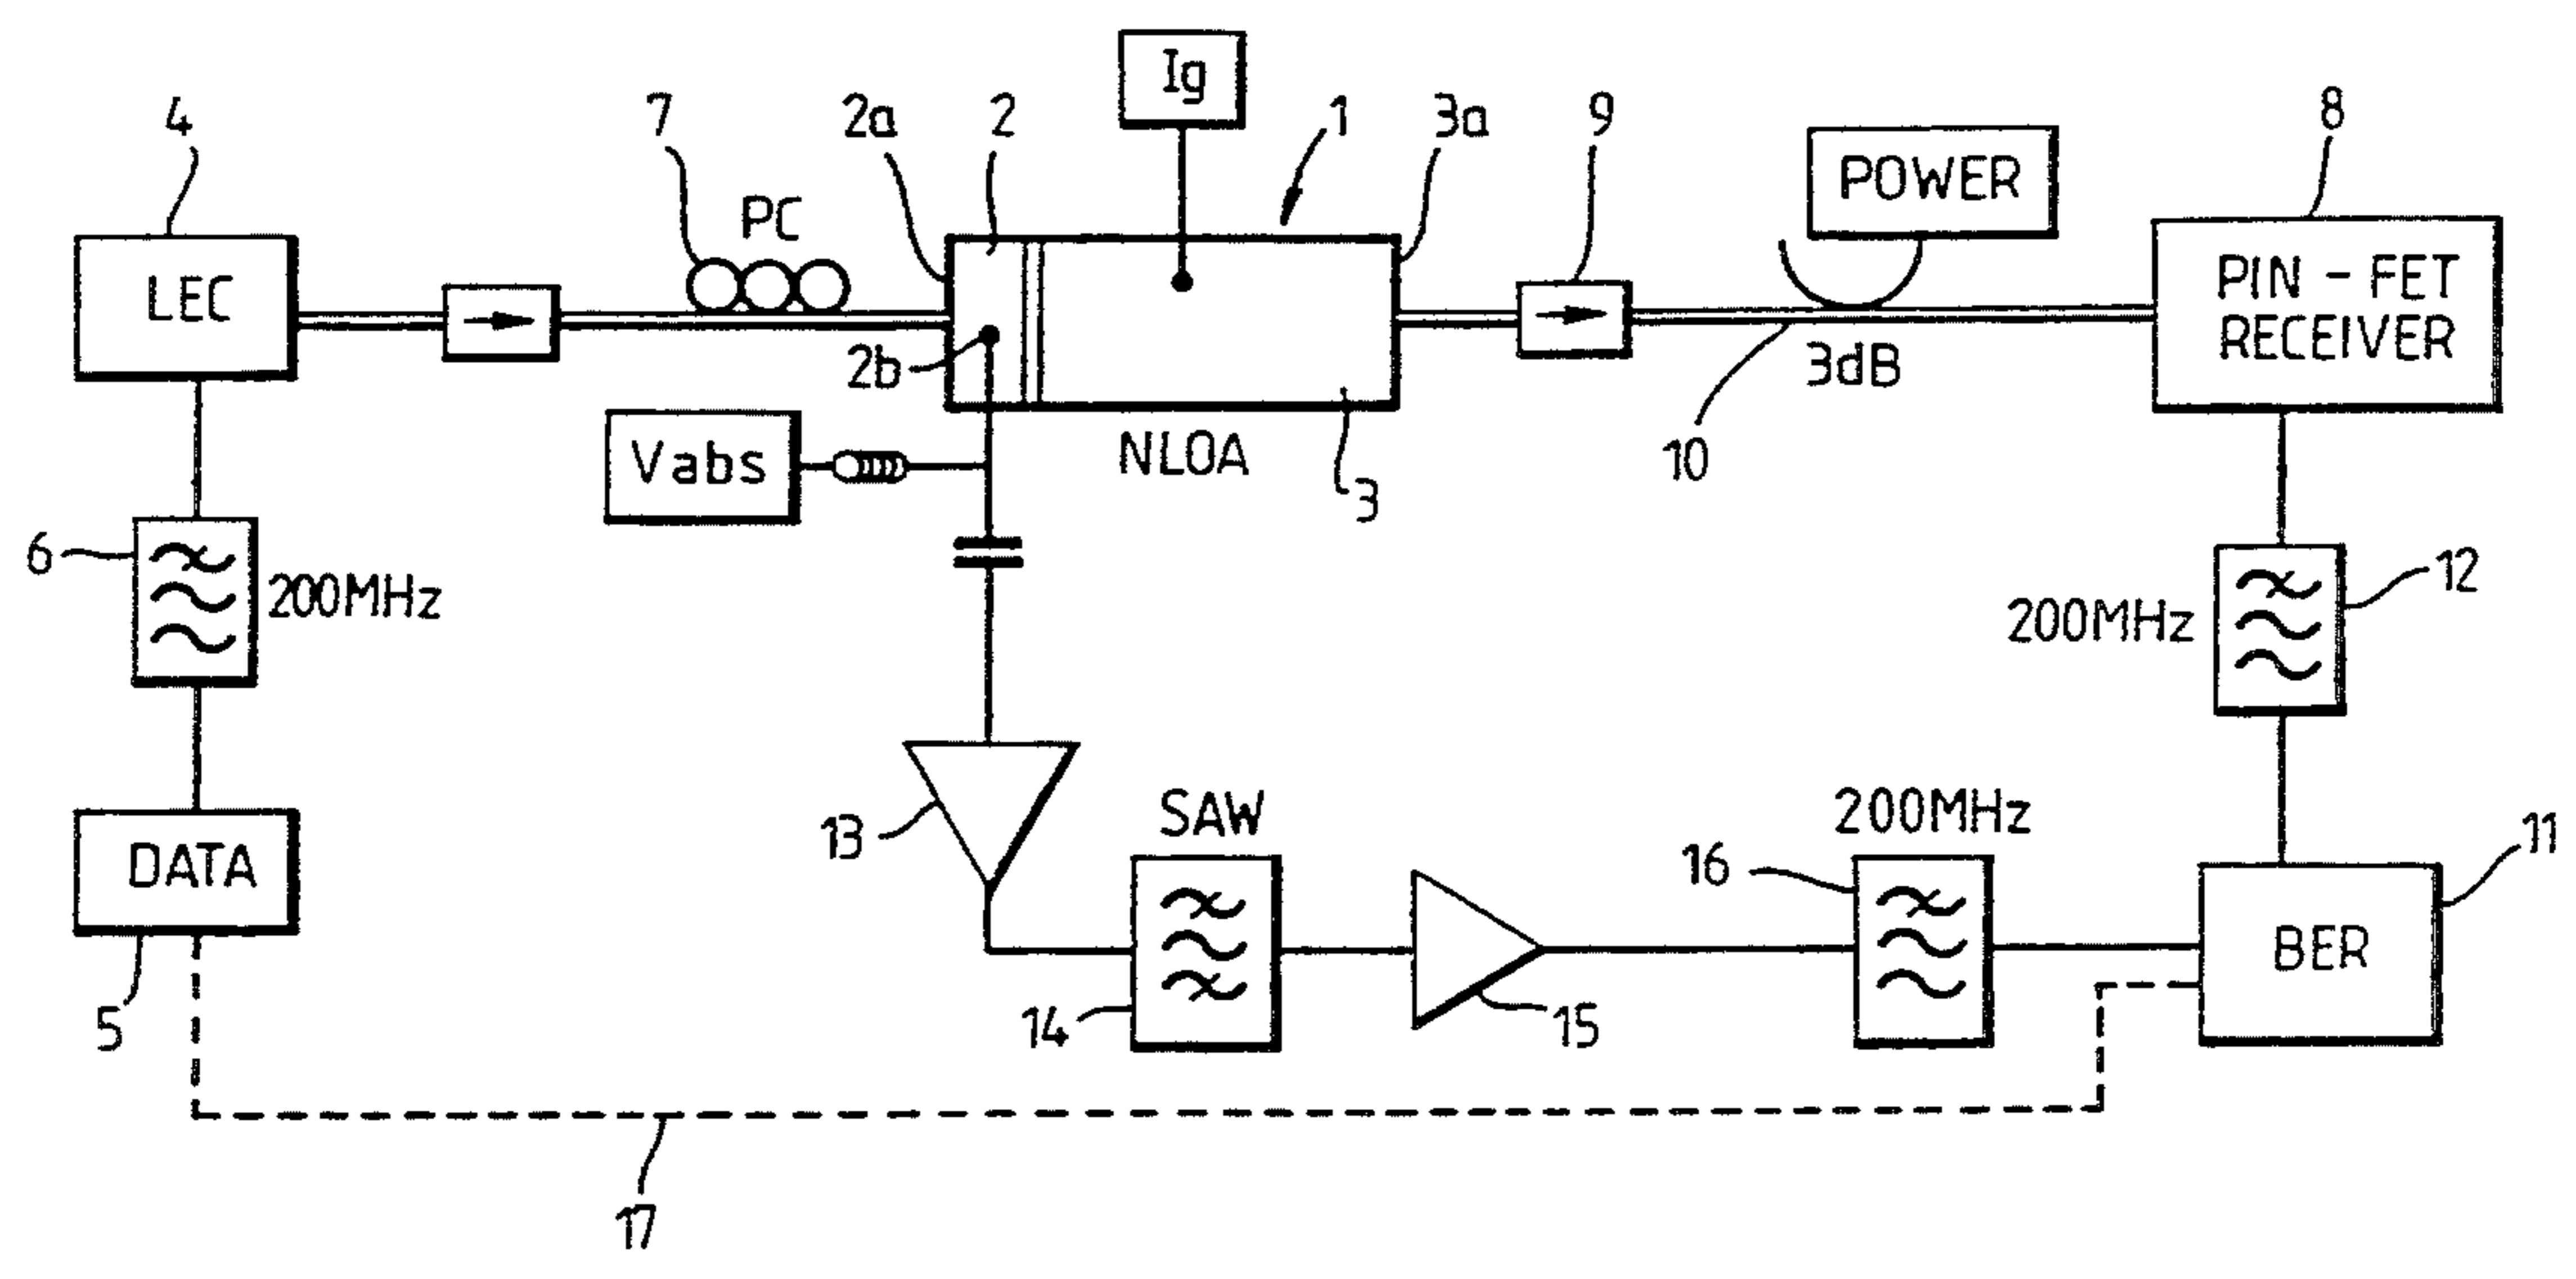 Ig
4
7
2a
2
1
3a
9
8
POWER
PC
LEC
PIN - FET
RECEIVER
2b
3dB
Vabs
NLOA
10
3
6
200MHz
12
200MHz
13
SAW
200MHz
11
DATA
16
BER
5
14
15
17